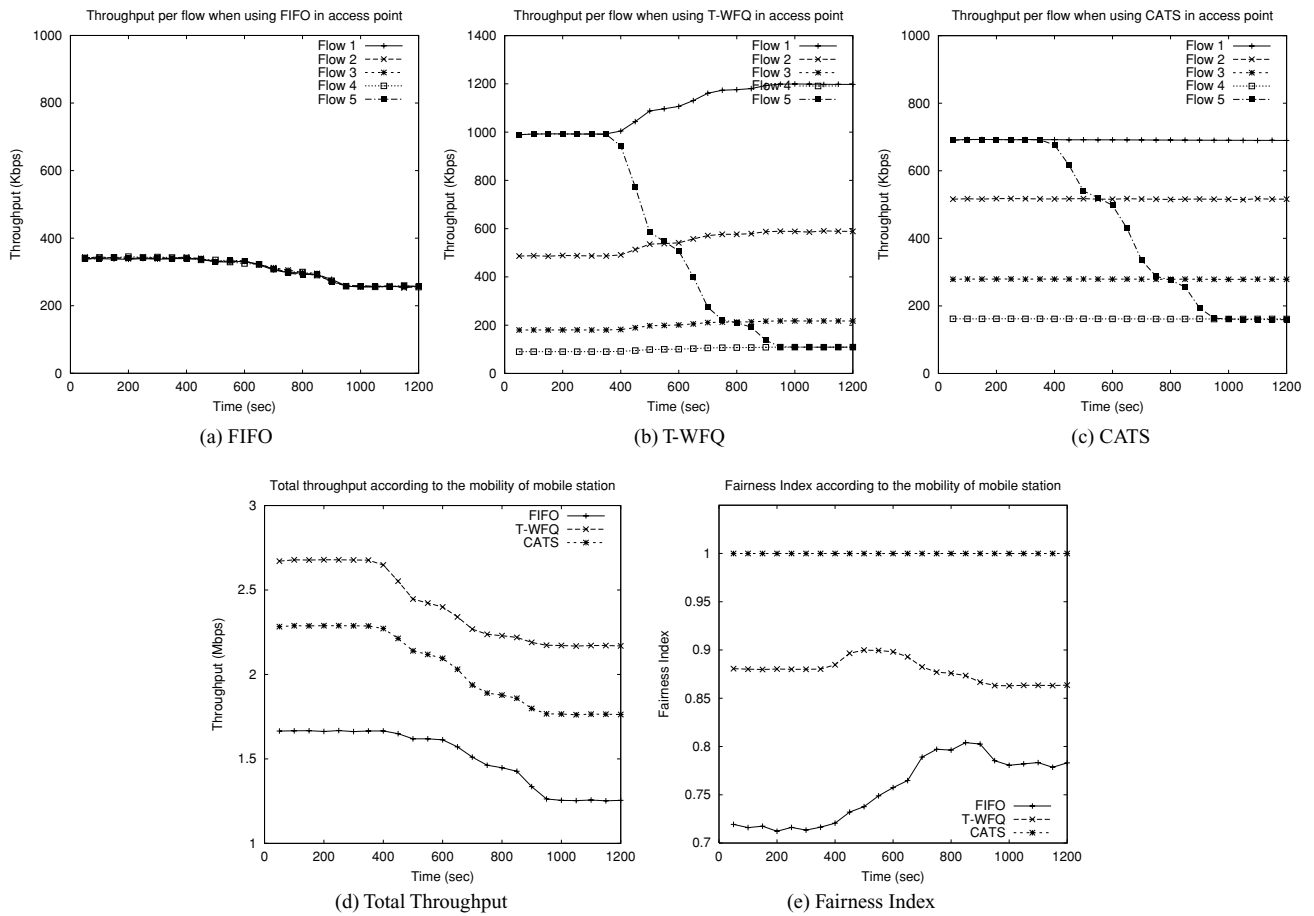 Throughput per flow when using FIFO in access point
1000
800
600
400
200
0
0 200 400 600 800 1000 1200
Throughput (Kbps)
Time (sec)
Flow 1
Flow 2
Flow 3
Flow 4
Flow 5
(a) FIFO
Throughput per flow when using T-WFQ in access point
1400
1200
1000
800
600
400
200
0
0 200 400 600 800 1000 1200
Throughput (Kbps)
Time (sec)
Flow 1
Flow 2
Flow 3
Flow 4
Flow 5
(b) T-WFQ
Throughput per flow when using CATS in access point
1000
800
600
400
200
0
0 200 400 600 800 1000 1200
Throughput (Kbps)
Time (sec)
Flow 1
Flow 2
Flow 3
Flow 4
Flow 5
(c) CATS
Total throughput according to the mobility of mobile station
3
2.5
2
1.5
1
0 200 400 600 800 1000 1200
Throughput (Mbps)
Time (sec)
FIFO
T-WFQ
CATS
(d) Total Throughput
Fairness Index according to the mobility of mobile station
1
0.95
0.9
0.85
0.8
0.75
0.7
0 200 400 600 800 1000 1200
Fairness Index
Time (sec)
FIFO
T-WFQ
CATS
(e) Fairness Index